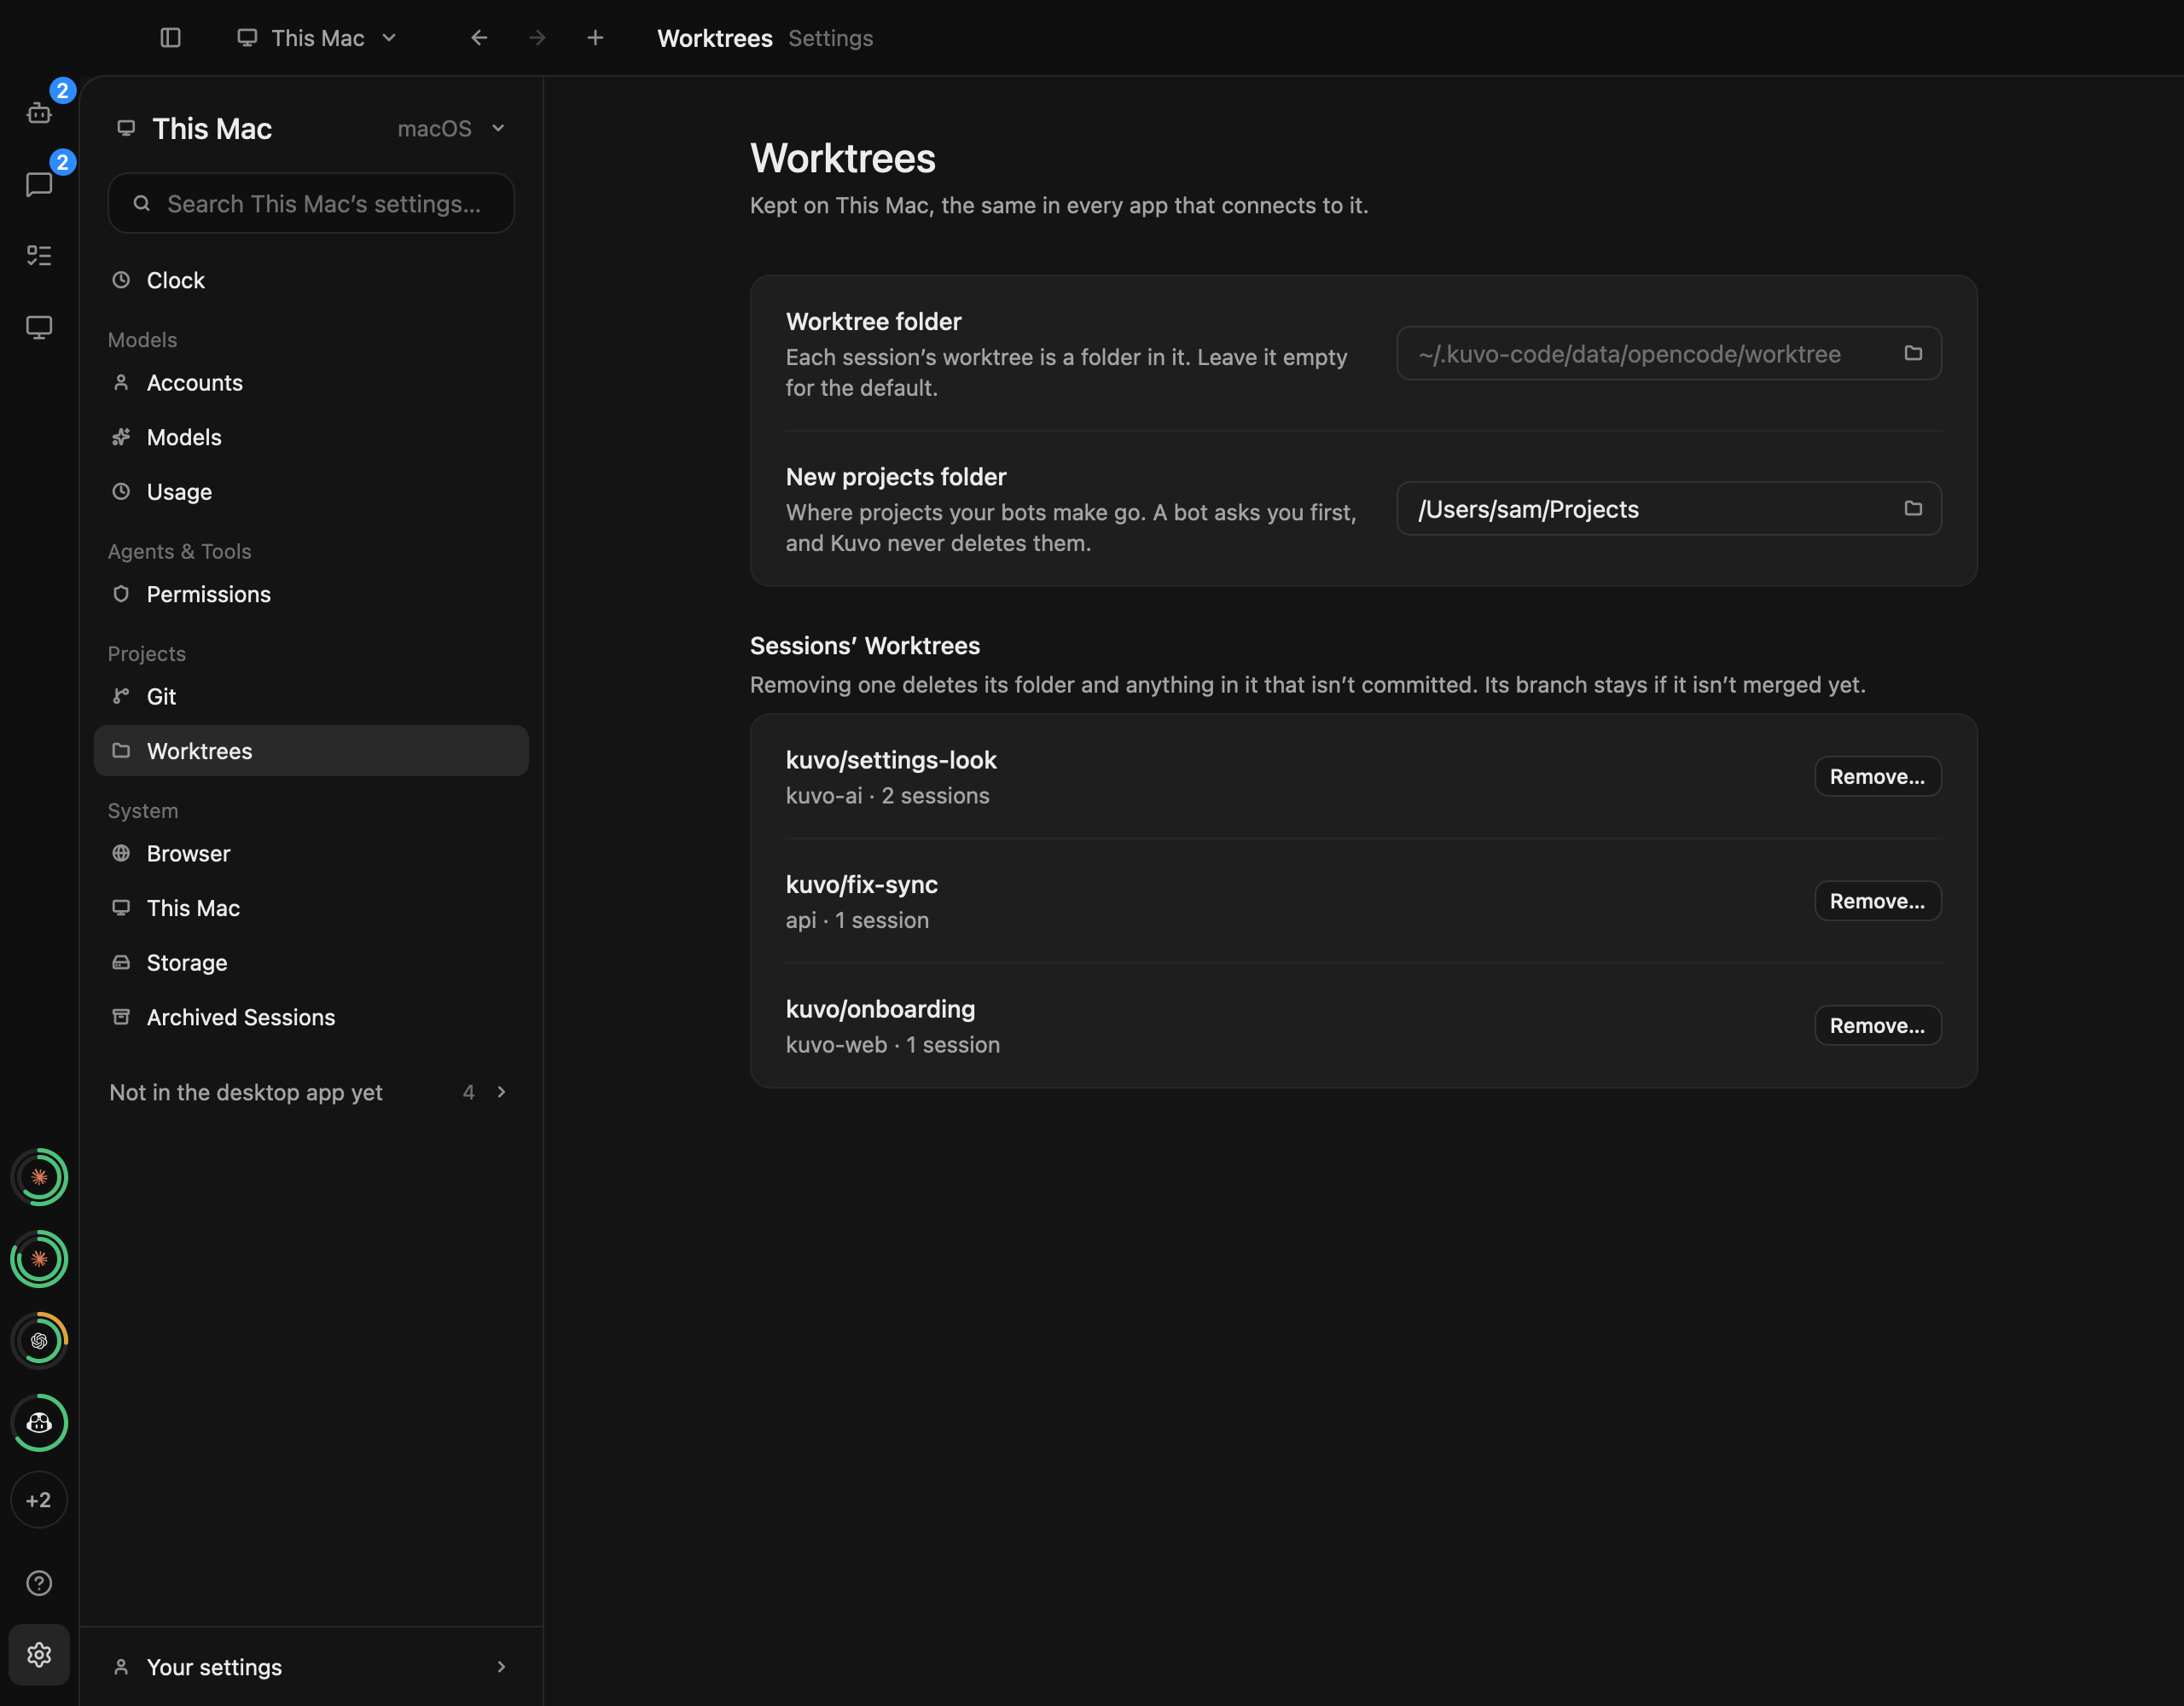 This Mac
Worktrees Settings
2
2
This Mac macOS
Search This Mac’s settings...
Clock
Models
Accounts
Models
Usage
Agents & Tools
Permissions
Projects
Git
Worktrees
System
Browser
This Mac
Storage
Archived Sessions
Not in the desktop app yet 4
+2
Your settings
Worktrees
Kept on This Mac, the same in every app that connects to it.
Worktree folder
Each session’s worktree is a folder in it. Leave it empty
for the default.
~/.kuvo-code/data/opencode/worktree
New projects folder
Where projects your bots make go. A bot asks you first,
and Kuvo never deletes them.
/Users/sam/Projects
Sessions’ Worktrees
Removing one deletes its folder and anything in it that isn’t committed. Its branch stays if it isn’t merged yet.
kuvo/settings-look
kuvo-ai · 2 sessions
Remove...
kuvo/fix-sync
api · 1 session
Remove...
kuvo/onboarding
kuvo-web · 1 session
Remove...